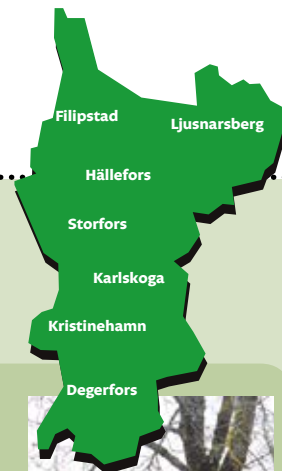 Filipstad
Ljusnarsberg
Hällefors
Storfors
Karlskoga
Kristinehamn
Degerfors